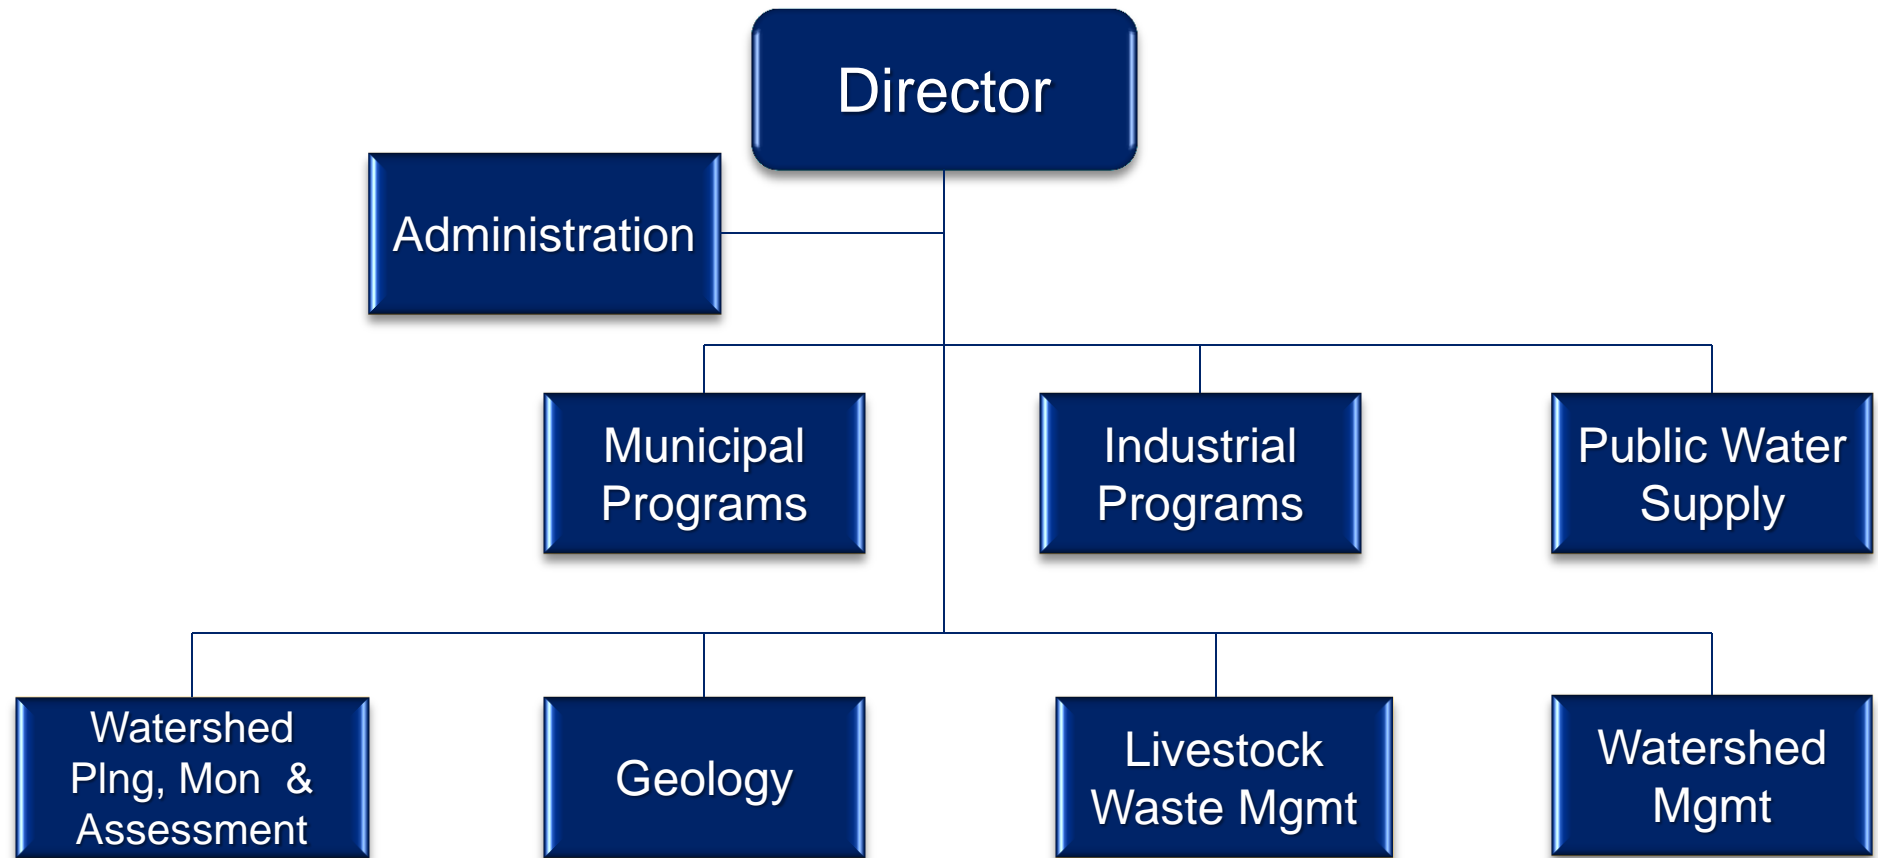 Director
Administration
Municipal
Programs
Industrial
Programs
Public Water
Supply
Watershed
Plng, Mon & 
Assessment
Geology
Livestock
Waste Mgmt
Watershed
Mgmt